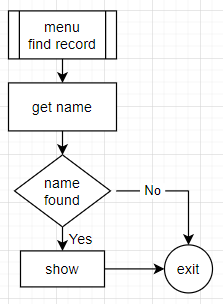 menu
find record
get name
name
found
No
Yes
show
exit